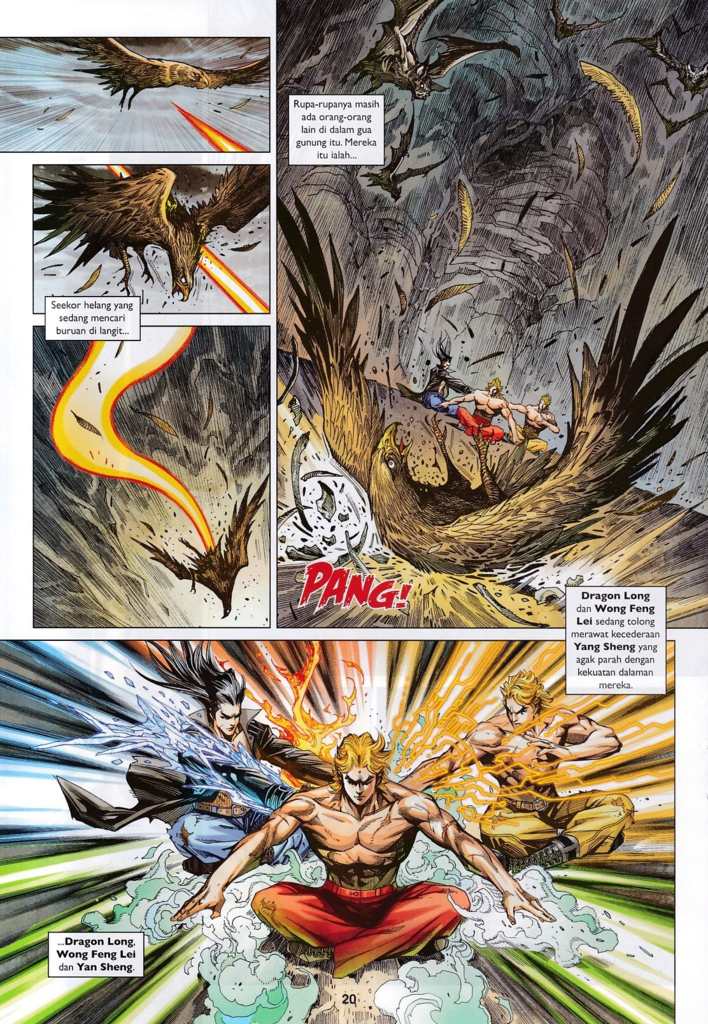 Seekor helang yang
sedang mencari
buruan di langit...
Rupa-rupanya masih
ada orang-orang
lain di dalam gua
gunung itu. Mereka
itu ialah...
PANG!
Dragon Long
dan Wong Feng
Lei sedang tolong
merawat kecederaan
Yang Sheng yang
agak parah dengan
kekuatan dalaman
mereka.
...Dragon Long,
Wong Feng Lei
dan Yan Sheng.
20